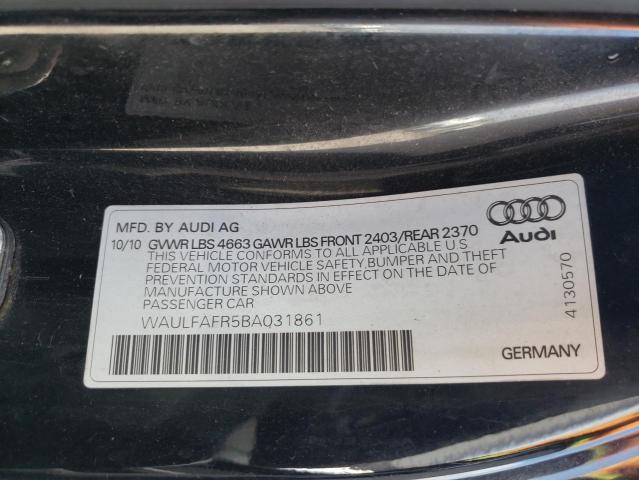 MFD. BY AUDI AG
10/10 GVWR LBS 4663 GAWR LBS FRONT 2403/REAR 2370
THIS VEHICLE CONFORMS TO ALL APPLICABLE U.S
FEDERAL MOTOR VEHICLE SAFETY BUMPER AND THEFT
PREVENTION STANDARDS IN EFFECT ON THE DATE OF
MANUFACTURE SHOWN ABOVE
PASSENGER CAR
WAULFAFR5BA031861
Audi
4130570
GERMANY